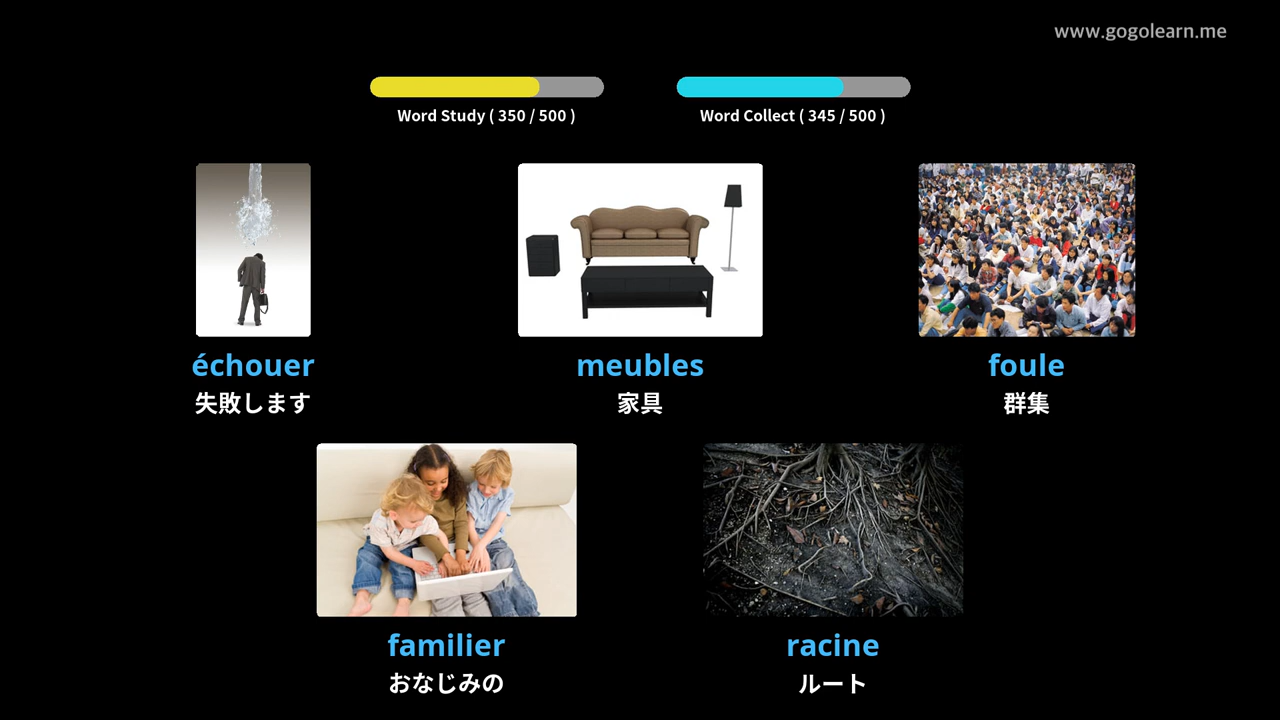 www.gogolearn.me
Word Study ( 350 / 500 )
Word Collect ( 345 / 500 )
échouer
失敗します
meubles
家具
foule
群集
familier
おなじみの
racine
ルート